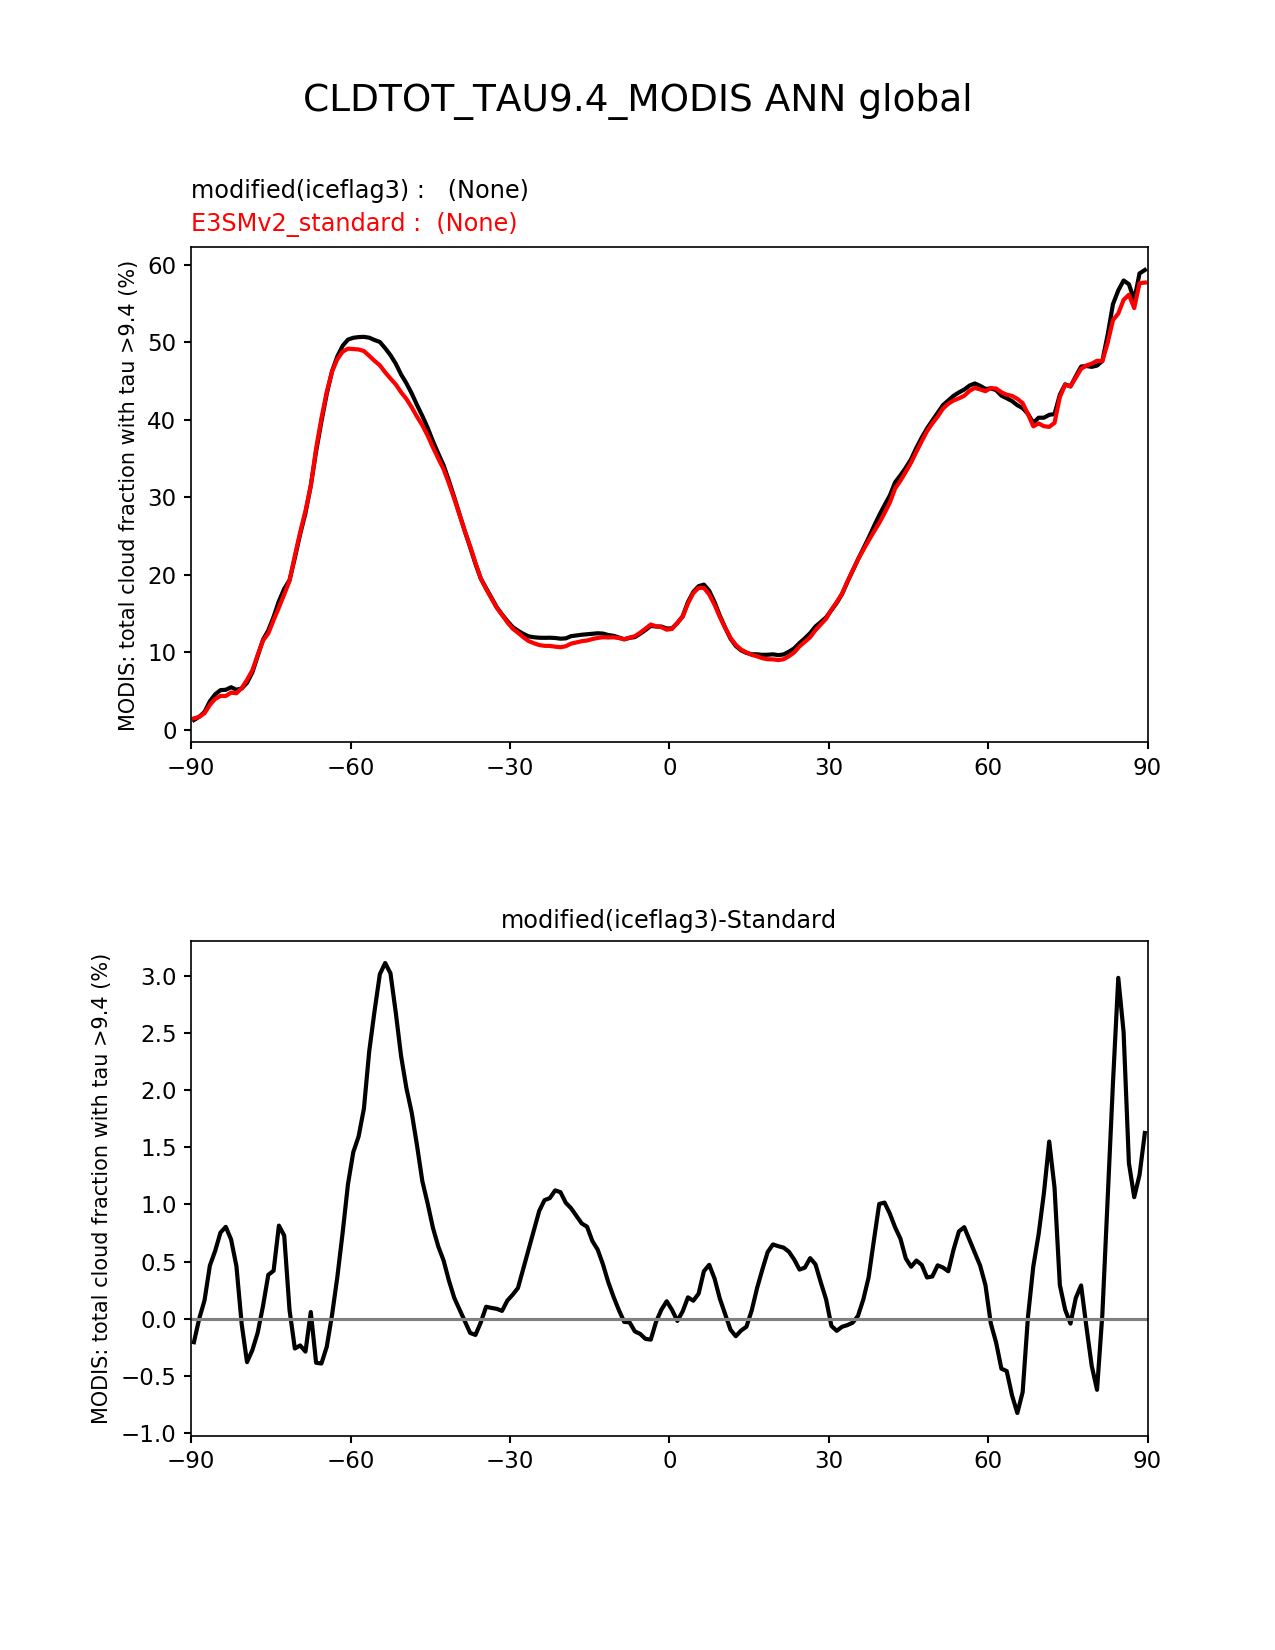 CLDTOT_TAU9.4_MODIS ANN global
modified(iceflag3) :   (None)
E3SMv2_standard :  (None)
MODIS: total cloud fraction with tau >9.4 (%)
60
50
40
30
20
10
0
−90 −60 −30 0 30 60 90
modified(iceflag3)-Standard
MODIS: total cloud fraction with tau >9.4 (%)
3.0
2.5
2.0
1.5
1.0
0.5
0.0
−0.5
−1.0
−90 −60 −30 0 30 60 90